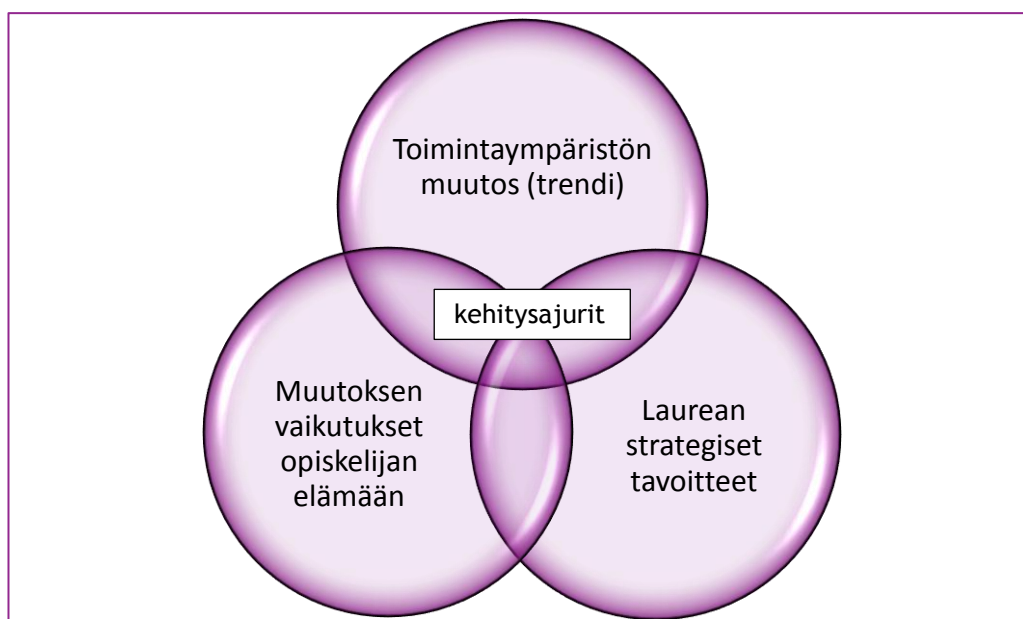 Toimintaympäristön
muutos (trendi)
kehitysajurit
Muutoksen
vaikutukset
opiskelijan
elämään
Laurean
strategiset
tavoitteet